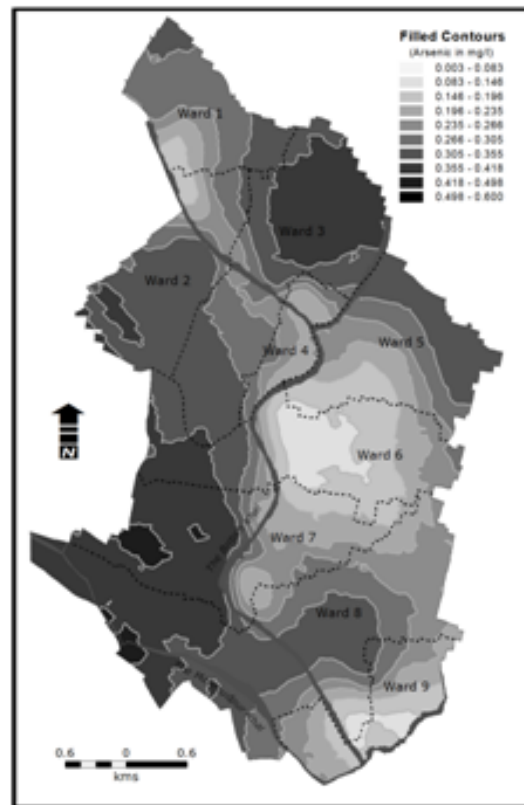 Filled Contours
(Arsenic in mg/l)
0.003 - 0.083
0.083 - 0.146
0.146 - 0.196
0.196 - 0.235
0.235 - 0.266
0.266 - 0.305
0.305 - 0.355
0.355 - 0.418
0.418 - 0.498
0.498 - 0.600
Ward 1
Ward 3
Ward 2
Ward 4
Ward 5
N
Ward 6
Ward 7
Ward 8
Ward 9
0.6 0 0.6
kms